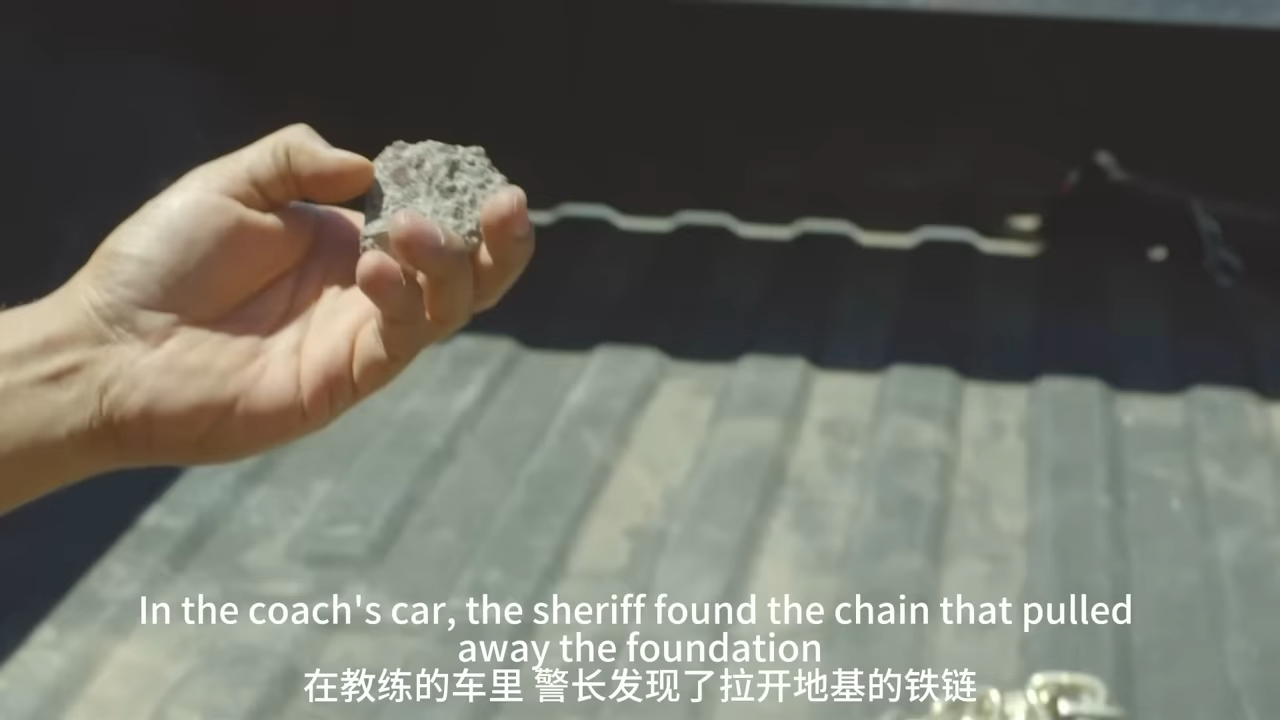 In the coach's car, the sheriff found the chain that pulled
away the foundation
在教练的车里 警长发现了拉开地基的铁链